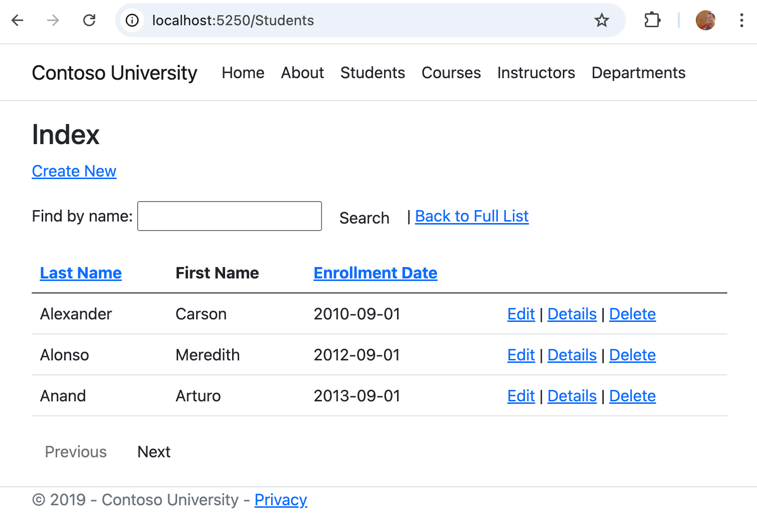 localhost:5250/Students
Contoso University Home About Students Courses Instructors Departments
Index
Create New
Find by name: Search | Back to Full List
Last Name First Name Enrollment Date
Alexander Carson 2010-09-01 Edit | Details | Delete
Alonso Meredith 2012-09-01 Edit | Details | Delete
Anand Arturo 2013-09-01 Edit | Details | Delete
Previous Next
© 2019 - Contoso University - Privacy